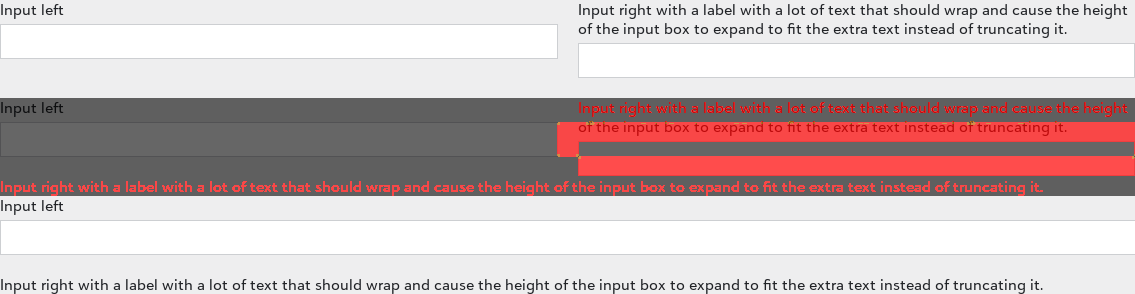 Input left
Input right with a label with a lot of text that should wrap and cause the height
of the input box to expand to fit the extra text instead of truncating it.
Input left
Input right with a label with a lot of text that should wrap and cause the height
of the input box to expand to fit the extra text instead of truncating it.
Input right with a label with a lot of text that should wrap and cause the height of the input box to expand to fit the extra text instead of truncating it.
Input left
Input right with a label with a lot of text that should wrap and cause the height of the input box to expand to fit the extra text instead of truncating it.